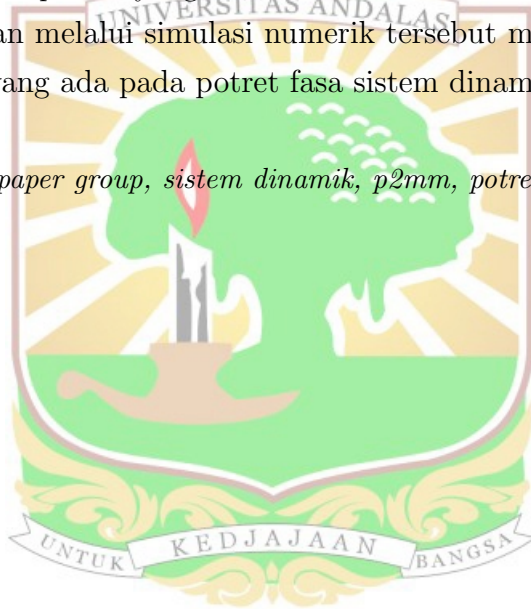 UNIVERSITAS ANDALAS
an melalui simulasi numerik tersebut m
ang ada pada potret fasa sistem dinam
paper group, sistem dinamik, p2mm, potre
UNTUK KEDJAJAAN BANGSA